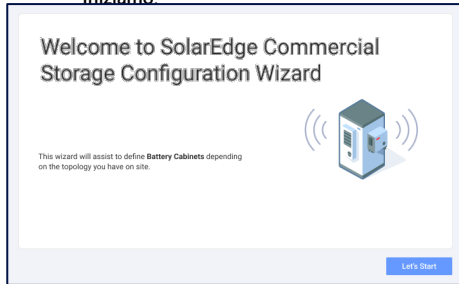 Iniziamo.
Welcome to SolarEdge Commercial
Storage Configuration Wizard
This wizard will assist to define Battery Cabinets depending
on the topology you have on site.
Let's Start